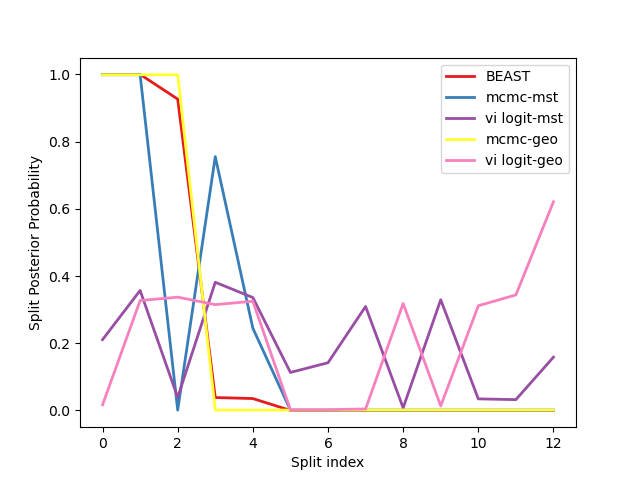 BEAST
mcmc-mst
vi logit-mst
mcmc-geo
vi logit-geo
Split Posterior Probability
1.0
0.8
0.6
0.4
0.2
0.0
0 2 4 6 8 10 12
Split index